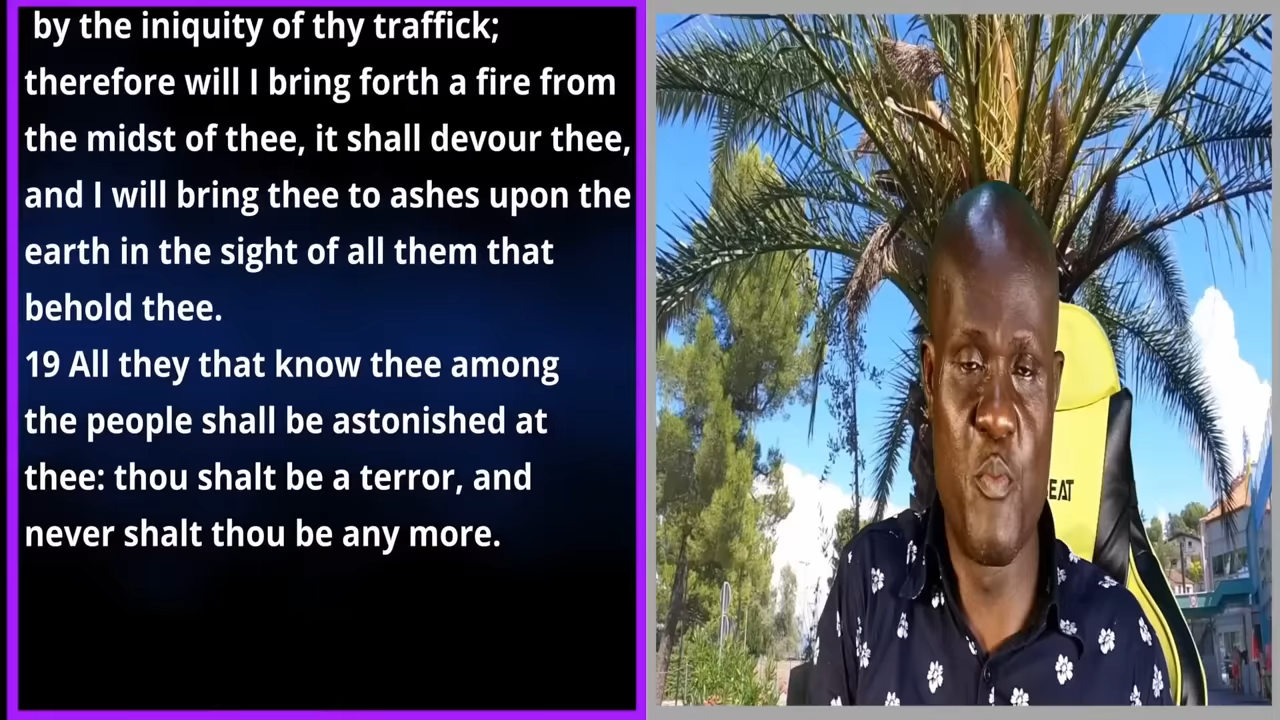 by the iniquity of thy traffick;
therefore will I bring forth a fire from
the midst of thee, it shall devour thee,
and I will bring thee to ashes upon the
earth in the sight of all them that
behold thee.
19 All they that know thee among
the people shall be astonished at
thee: thou shalt be a terror, and
never shalt thou be any more.
EAT